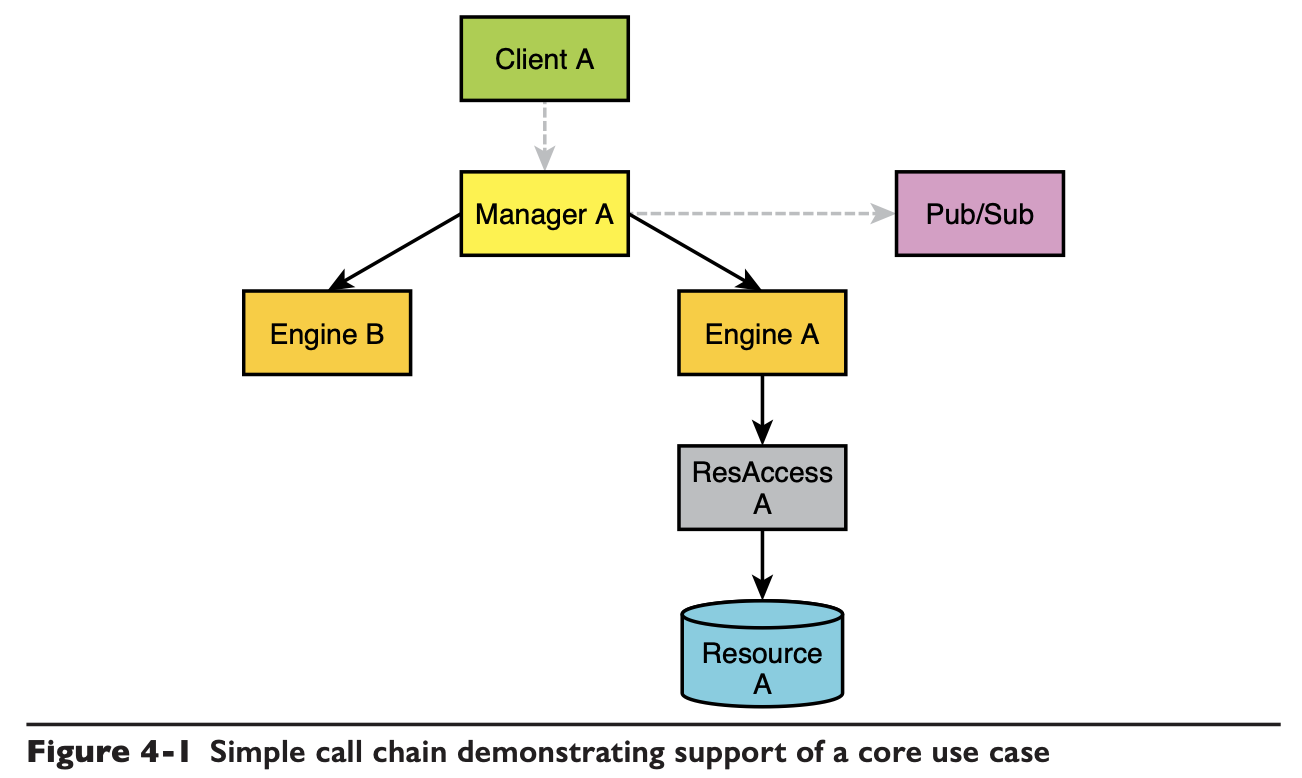 Client A
Manager A
Pub/Sub
Engine B
Engine A
ResAccess
A
Resource
A
Figure 4-1 Simple call chain demonstrating support of a core use case